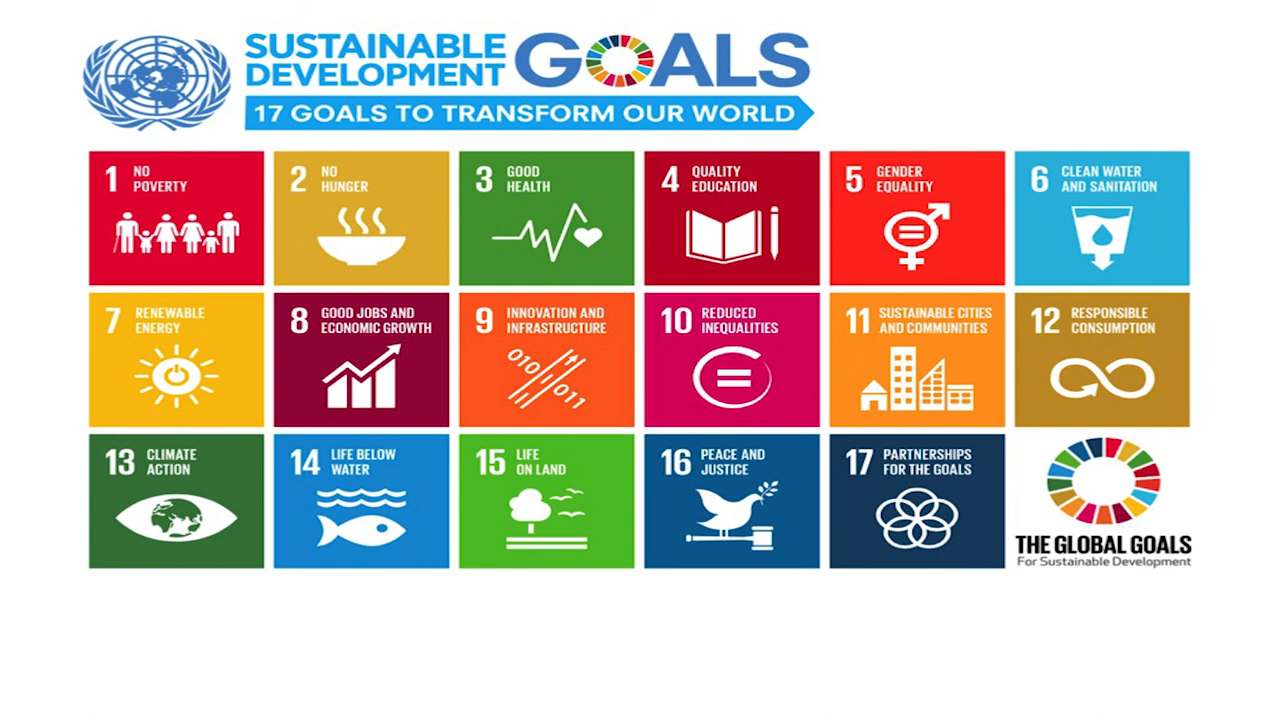 SUSTAINABLE
DEVELOPMENT
GOALS
17 GOALS TO TRANSFORM OUR WORLD
1 NO
POVERTY
2 NO
HUNGER
3 GOOD
HEALTH
4 QUALITY
EDUCATION
5 GENDER
EQUALITY
6 CLEAN WATER
AND SANITATION
7 RENEWABLE
ENERGY
8 GOOD JOBS AND
ECONOMIC GROWTH
9 INNOVATION AND
INFRASTRUCTURE
010
011
10 REDUCED
INEQUALITIES
11 SUSTAINABLE CITIES
AND COMMUNITIES
12 RESPONSIBLE
CONSUMPTION
13 CLIMATE
ACTION
14 LIFE BELOW
WATER
15 LIFE
ON LAND
16 PEACE AND
JUSTICE
17 PARTNERSHIPS
FOR THE GOALS
THE GLOBAL GOALS
For Sustainable Development